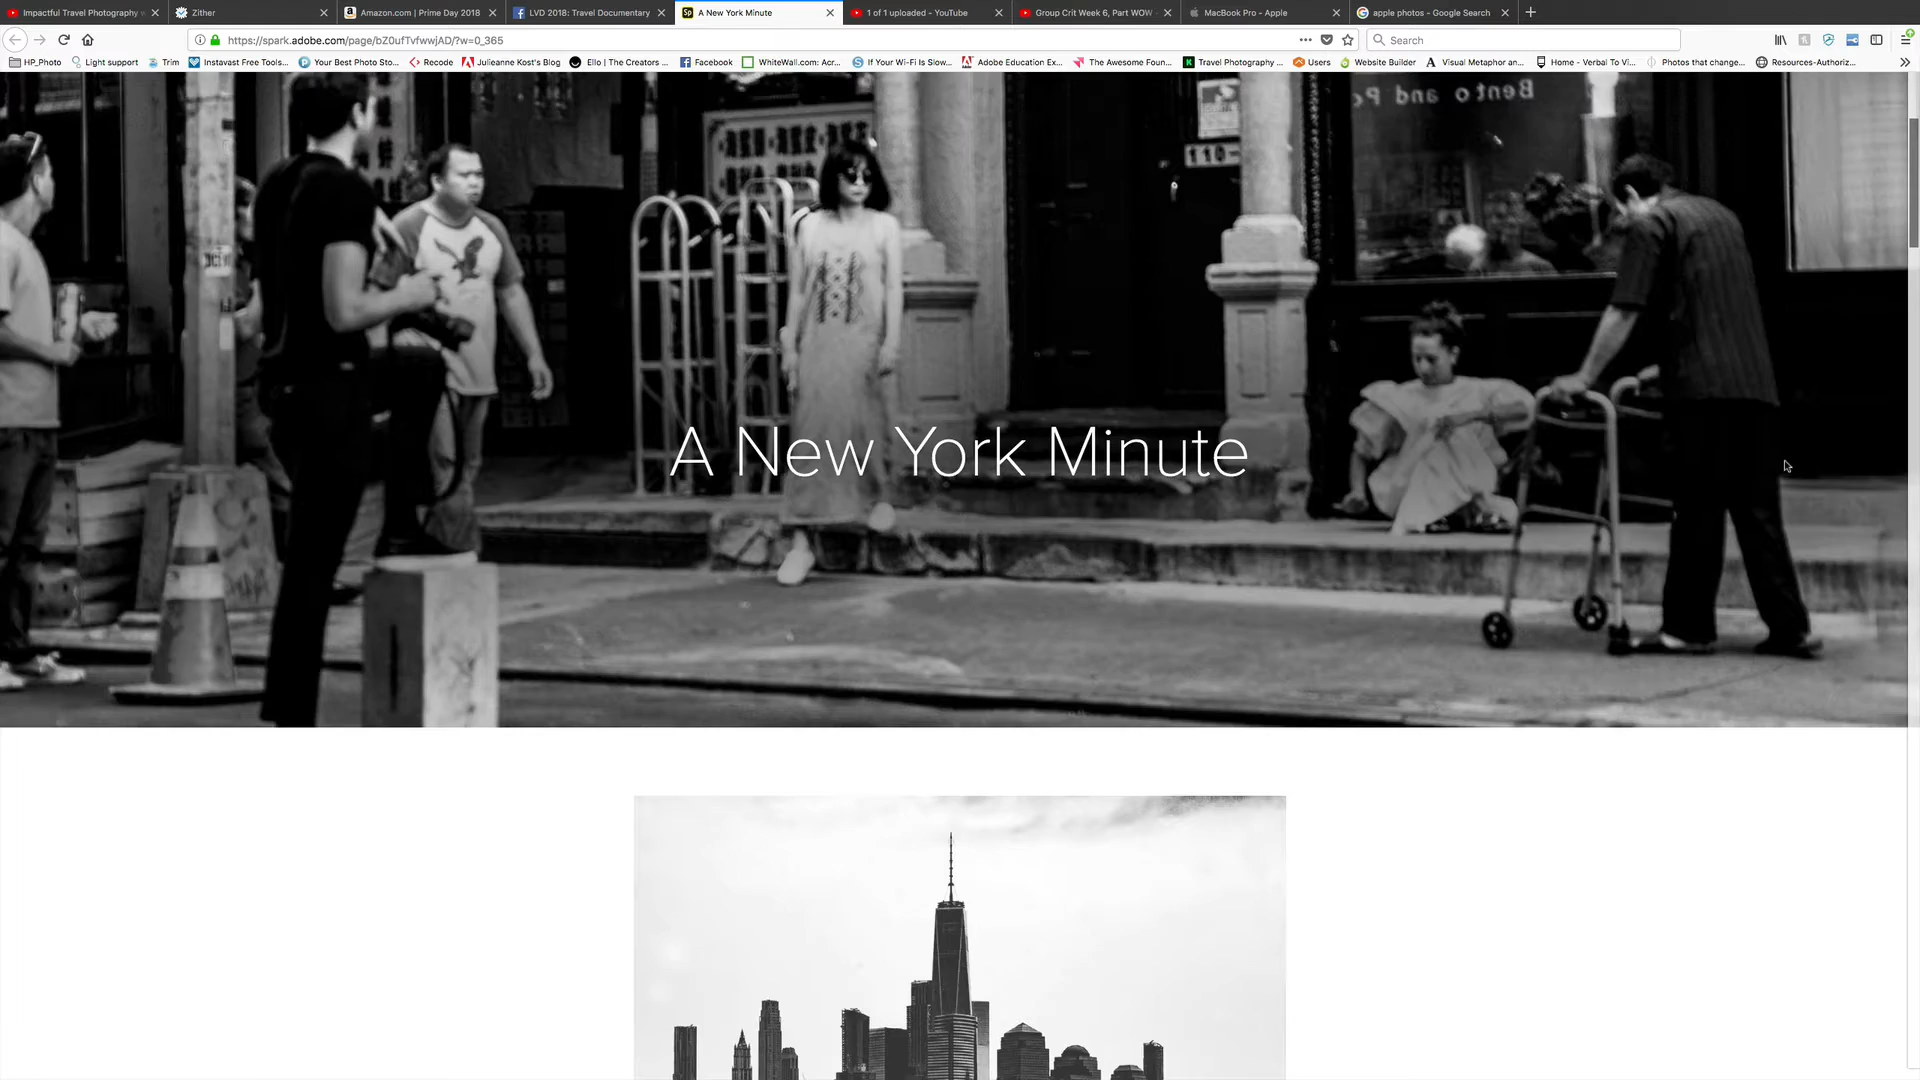 Impactful Travel Photography w
Zither
Amazon.com | Prime Day 2018
LVD 2018: Travel Documentary
A New York Minute
1 of 1 uploaded - YouTube
Group Crit Week 6, Part WOW -
MacBook Pro - Apple
apple photos - Google Search
https://spark.adobe.com/page/bZ0ufTvfwwjAD/?w=0_365
Search
HP_Photo
Light support
Trim
Instavast Free Tools...
Your Best Photo Sto...
Recode
Julieanne Kost's Blog
Ello | The Creators ...
Facebook
WhiteWall.com: Acr...
If Your Wi-Fi Is Slow...
Adobe Education Ex...
The Awesome Foun...
Travel Photography ...
Users
Website Builder
Visual Metaphor an...
Home - Verbal To Vi...
Photos that change...
Resources-Authoriz...
Bento and Po
110-
A New York Minute